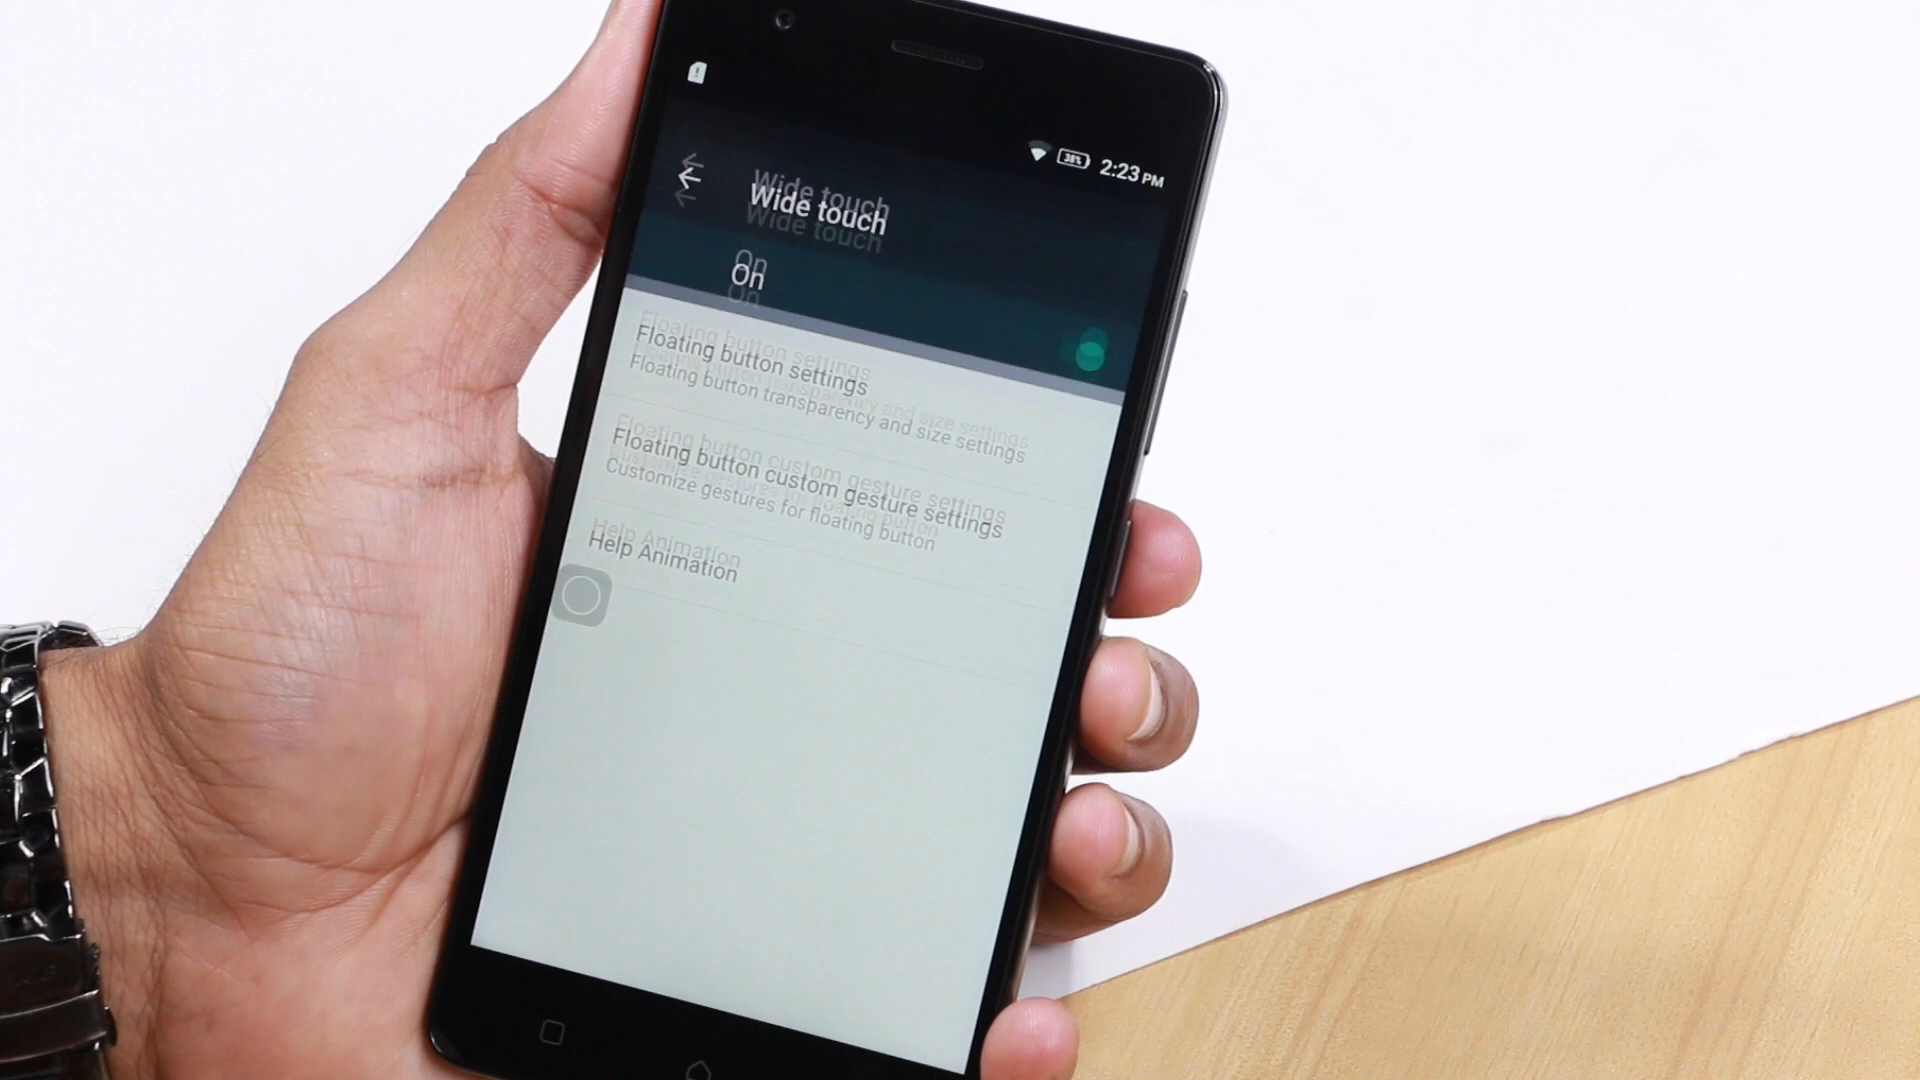 38% 2:23 PM
Wide touch
On
Floating button settings
Floating button transparency and size settings
Floating button custom gesture settings
Customize gestures for floating button
Help Animation